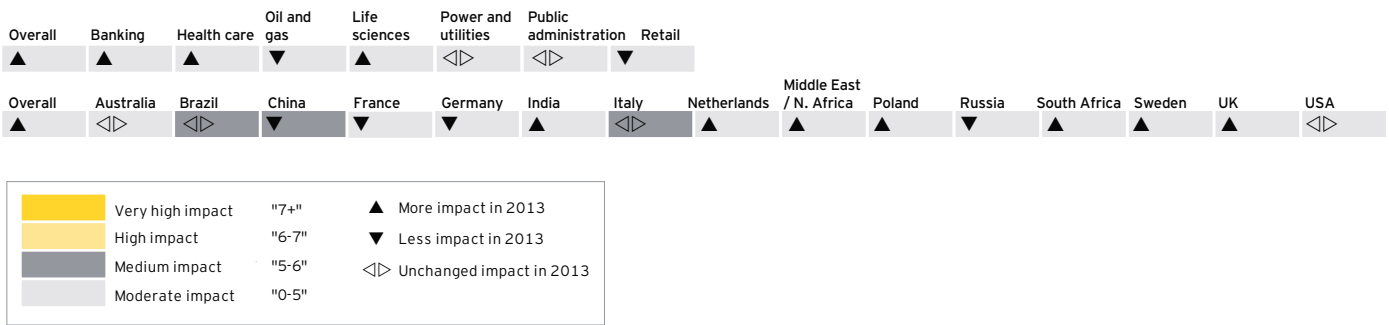 Overall Banking Health care Oil and gas Life sciences Power and utilities Public administration Retail
▲ ▲ ▲ ▼ ▲ ◁▷ ◁▷ ▼
Overall Australia Brazil China France Germany India Italy Netherlands Middle East / N. Africa Poland Russia South Africa Sweden UK USA
▲ ◁▷ ◁▷ ▼ ▼ ▼ ▲ ◁▷ ▲ ▲ ▲ ▼ ▲ ▲ ▲ ◁▷
Very high impact "7+" ▲ More impact in 2013
High impact "6-7" ▼ Less impact in 2013
Medium impact "5-6" ◁▷ Unchanged impact in 2013
Moderate impact "0-5"